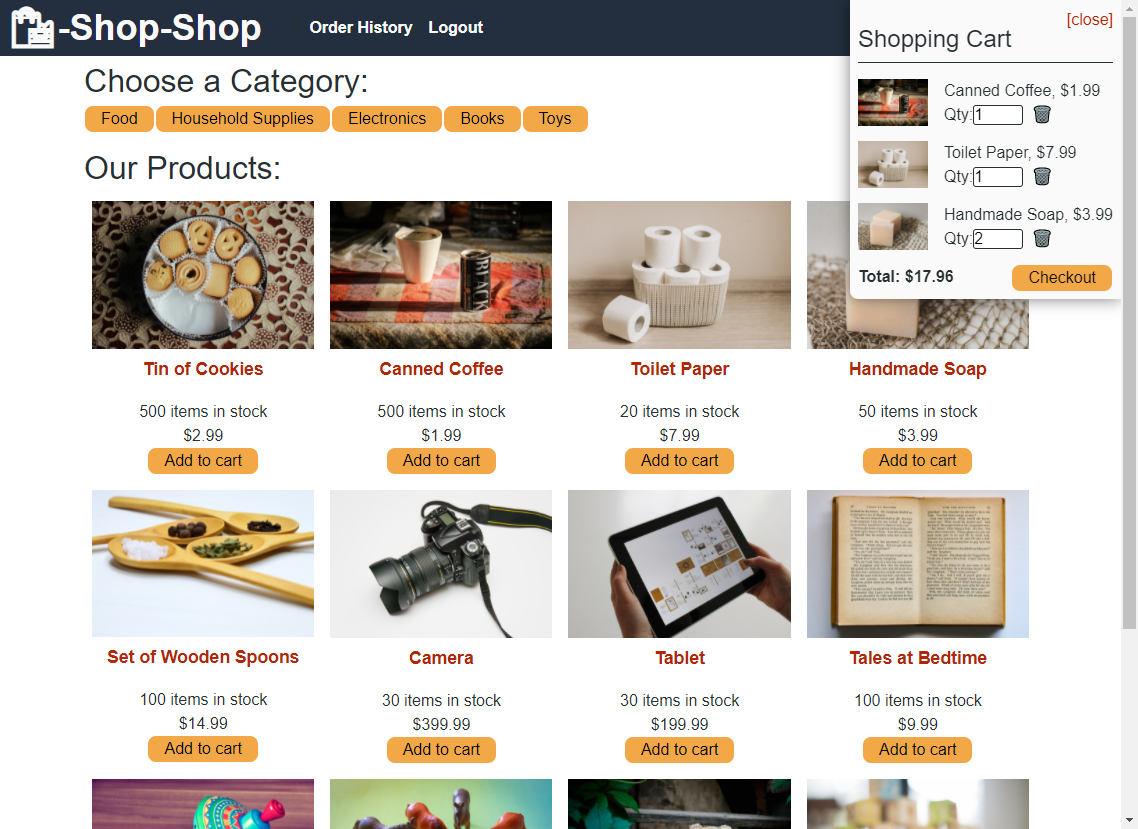 -Shop-Shop
Order History Logout
[close]
Shopping Cart
Canned Coffee, $1.99
Qty:1
Toilet Paper, $7.99
Qty:1
Handmade Soap, $3.99
Qty:2
Total: $17.96 Checkout
Choose a Category:
Food Household Supplies Electronics Books Toys
Our Products:
BLACK
Tin of Cookies
500 items in stock
$2.99
Add to cart
Canned Coffee
500 items in stock
$1.99
Add to cart
Toilet Paper
20 items in stock
$7.99
Add to cart
Handmade Soap
50 items in stock
$3.99
Add to cart
Set of Wooden Spoons
100 items in stock
$14.99
Add to cart
Camera
30 items in stock
$399.99
Add to cart
Tablet
30 items in stock
$199.99
Add to cart
Tales at Bedtime
100 items in stock
$9.99
Add to cart